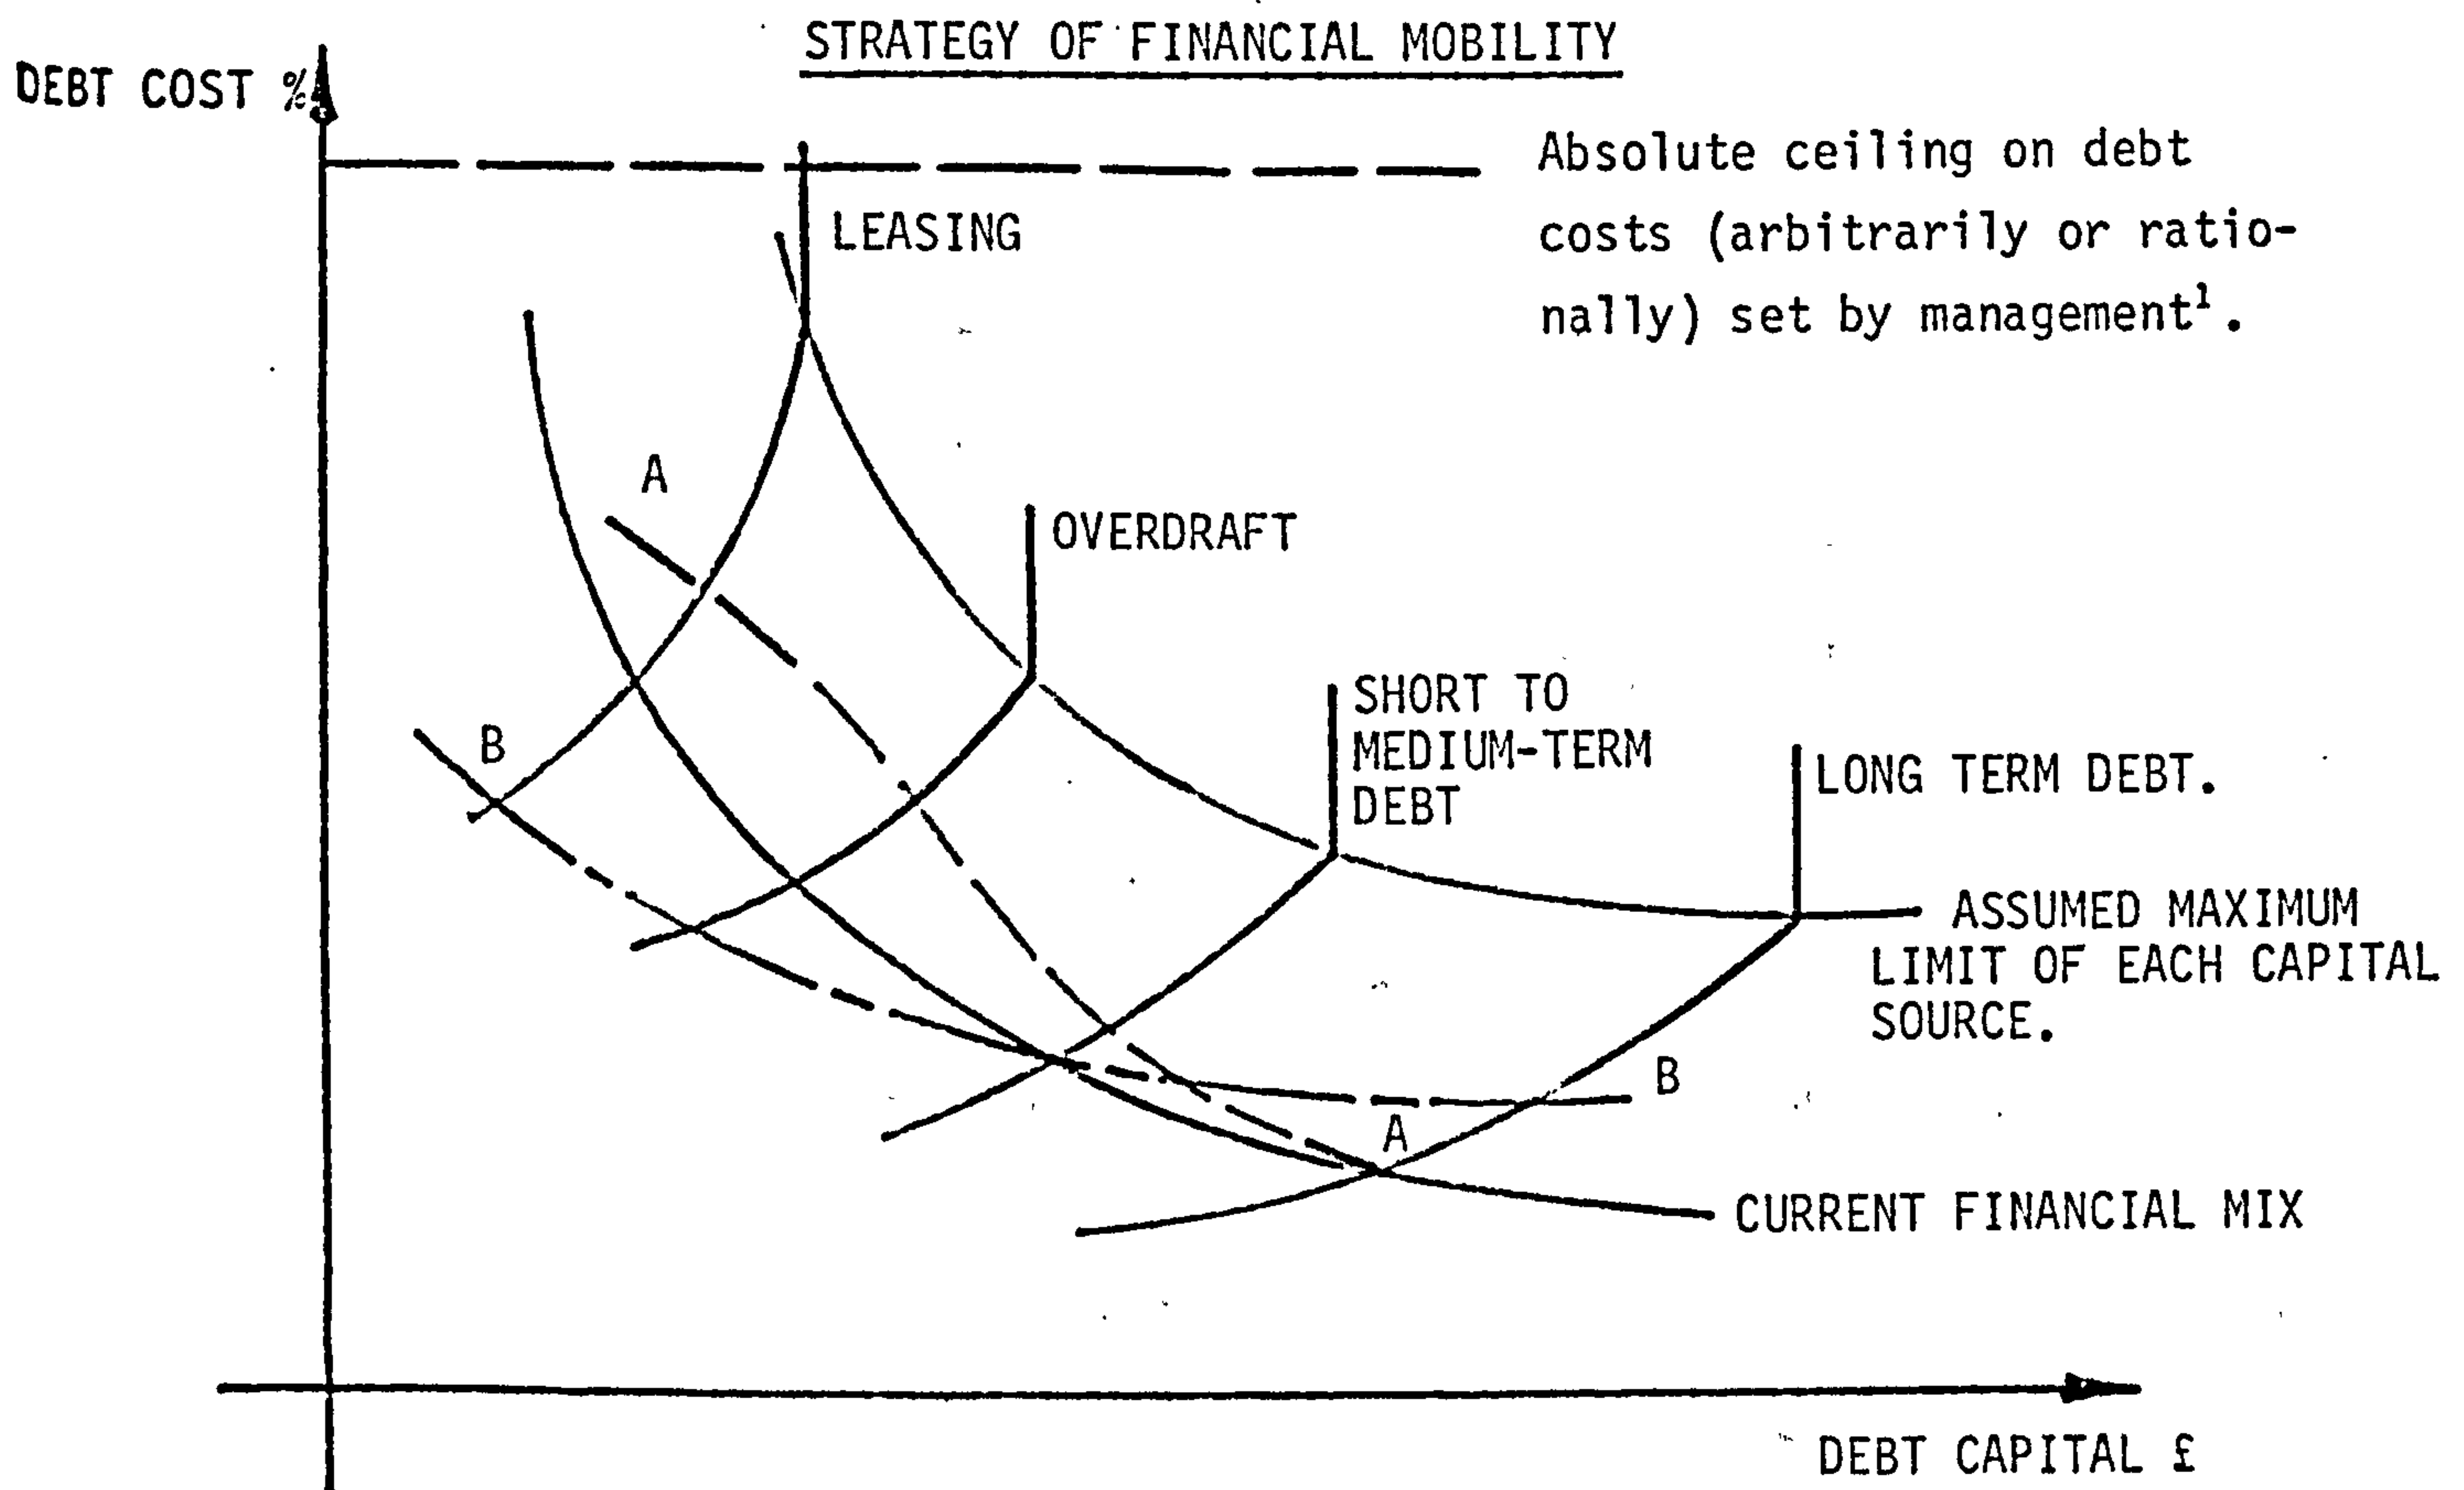 STRATEGY OF FINANCIAL MOBILITY
DEBT COST %
Absolute ceiling on debt
costs (arbitrarily or ratio-
nally) set by management¹.
LEASING
A
OVERDRAFT
B
SHORT TO
MEDIUM-TERM
DEBT
LONG TERM DEBT.
ASSUMED MAXIMUM
LIMIT OF EACH CAPITAL
SOURCE.
B
A
CURRENT FINANCIAL MIX
DEBT CAPITAL £